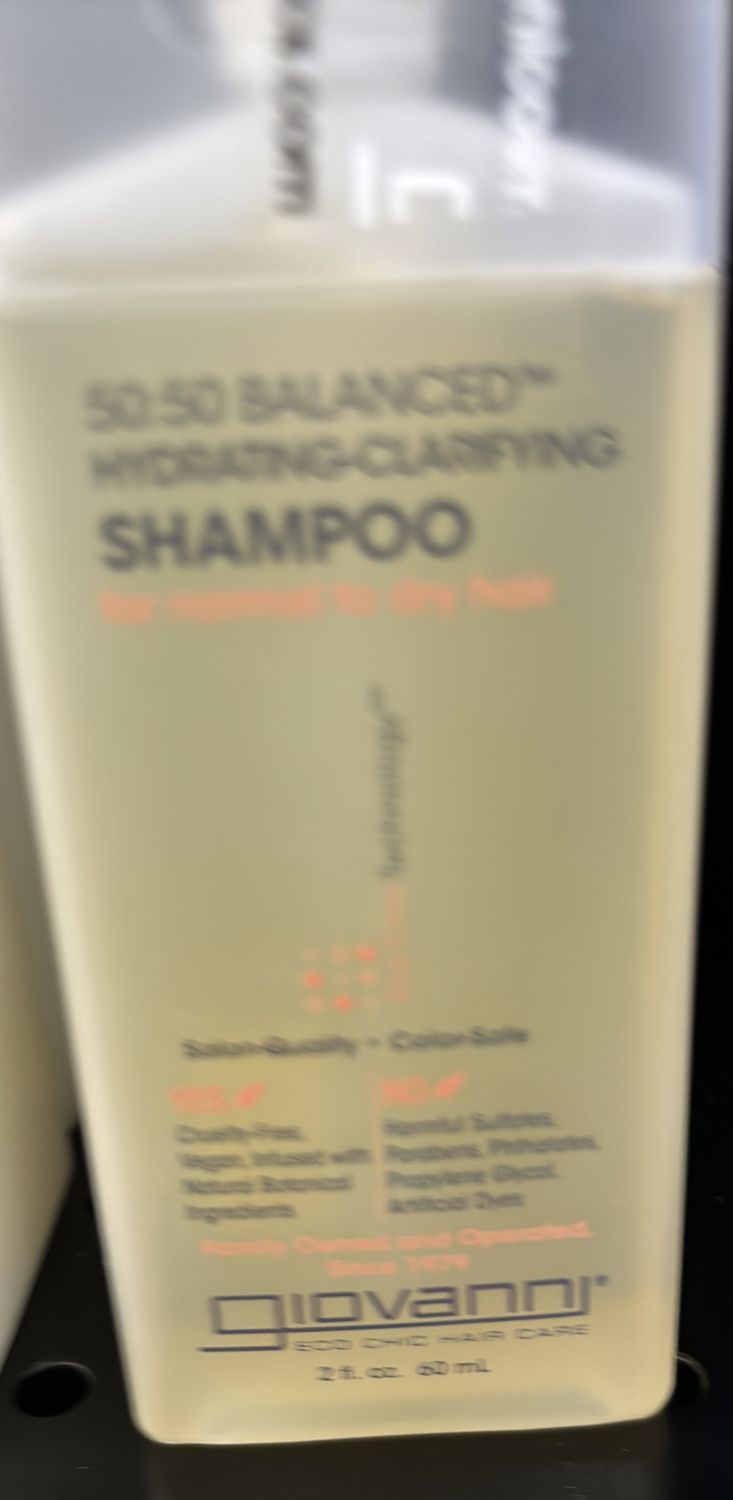 50:50 BALANCED™
HYDRATING-CLARIFYING
SHAMPOO
for normal to dry hair
Technology™
Salon-Quality • Color-Safe
YES
Cruelty-Free,
Vegan, Infused with
Natural Botanical
Ingredients
NO
Harmful Sulfates,
Parabens, Phthalates,
Propylene Glycol,
Artificial Dyes
Family Owned and Operated.
Since 1979
giovanni®
ECO CHIC HAIR CARE
2 fl. oz. 60 mL